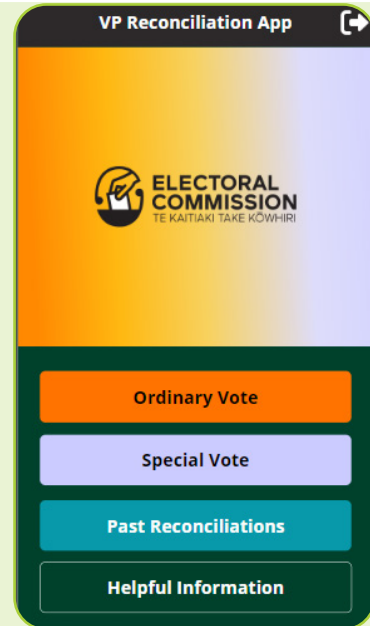 VP Reconciliation App
ELECTORAL
COMMISSION
TE KAITIAKI TAKE KŌWHIRI
Ordinary Vote
Special Vote
Past Reconciliations
Helpful Information